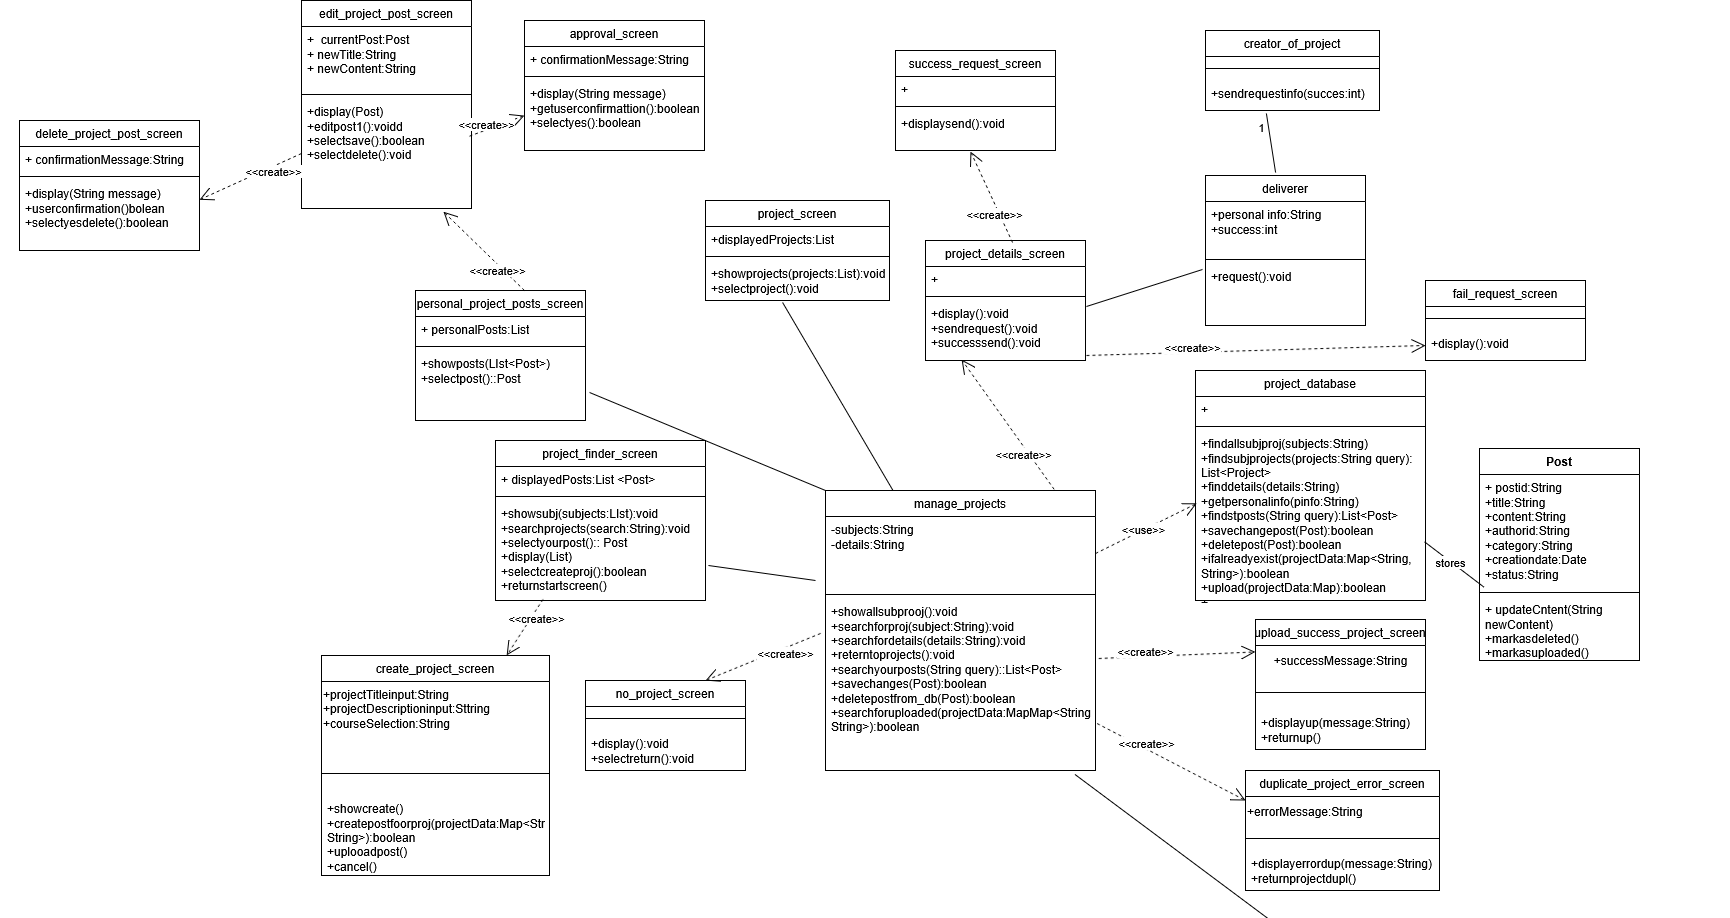 edit_project_post_screen
+  currentPost:Post
+ newTitle:String
+ newContent:String
+display(Post)
+editpost1():voidd
+selectsave():boolean
+selectdelete():void
approval_screen
+ confirmationMessage:String
+display(String message)
+getuserconfirmattion():boolean
+selectyes():boolean
<<create>>
delete_project_post_screen
+ confirmationMessage:String
+display(String message)
+userconfirmation()bolean
+selectyesdelete():boolean
<<create>>
<<create>>
personal_project_posts_screen
+ personalPosts:List
+showposts(LIst<Post>)
+selectpost()::Post
project_screen
+displayedProjects:List
+showprojects(projects:List):void
+selectproject():void
success_request_screen
+
+displaysend():void
<<create>>
project_details_screen
+
+display():void
+sendrequest():void
+successsend():void
creator_of_project
+sendrequestinfo(succes:int)
1
deliverer
+personal info:String
+success:int
+request():void
fail_request_screen
+display():void
<<create>>
<<create>>
project_database
+
+findallsubjproj(subjects:String)
+findsubjprojects(projects:String query):
List<Project>
+finddetails(details:String)
+getpersonalinfo(pinfo:String)
+findstposts(String query):List<Post>
+savechangepost(Post):boolean
+deletepost(Post):boolean
+ifalreadyexist(projectData:Map<String,
String>):boolean
+upload(projectData:Map):boolean
stores
Post
+ postid:String
+title:String
+content:String
+authorid:String
+category:String
+creationdate:Date
+status:String
+ updateCntent(String
newContent)
+markasdeleted()
+markasuploaded()
project_finder_screen
+ displayedPosts:List <Post>
+showsubj(subjects:LIst):void
+searchprojects(search:String):void
+selectyourpost():: Post
+display(List)
+selectcreateproj():boolean
+returnstartscreen()
<<create>>
create_project_screen
+projectTitleinput:String
+projectDescriptioninput:Sttring
+courseSelection:String
+showcreate()
+createpostfoorproj(projectData:Map<Str
String>):boolean
+uplooadpost()
+cancel()
manage_projects
-subjects:String
-details:String
+showallsubprooj():void
+searchforproj(subject:String):void
+searchfordetails(details:String):void
+reterntoprojects():void
+searchyourposts(String query)::List<Post>
+savechanges(Post):boolean
+deletepostfrom_db(Post):boolean
+searchforuploaded(projectData:MapMap<String
String>):boolean
<<use>>
<<create>>
no_project_screen
+display():void
+selectreturn():void
<<create>>
upload_success_project_screen
+successMessage:String
+displayup(message:String)
+returnup()
<<create>>
duplicate_project_error_screen
+errorMessage:String
+displayerrordup(message:String)
+returnprojectdupl()